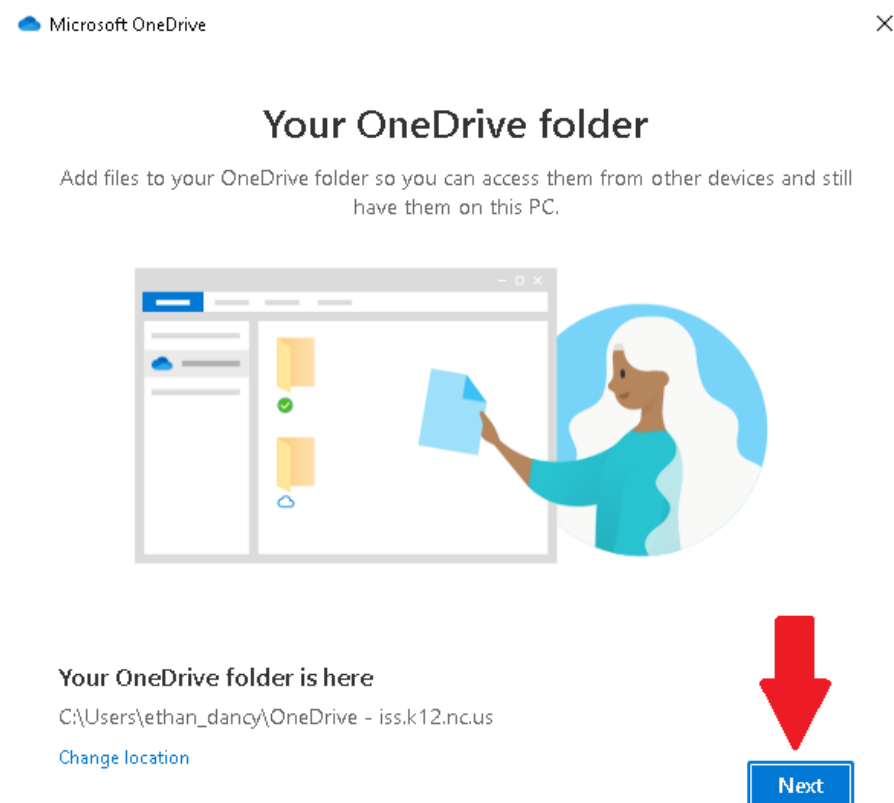 Microsoft OneDrive
Your OneDrive folder
Add files to your OneDrive folder so you can access them from other devices and still
have them on this PC.
Your OneDrive folder is here
C:\Users\ethan_dancy\OneDrive - iss.k12.nc.us
Change location
Next